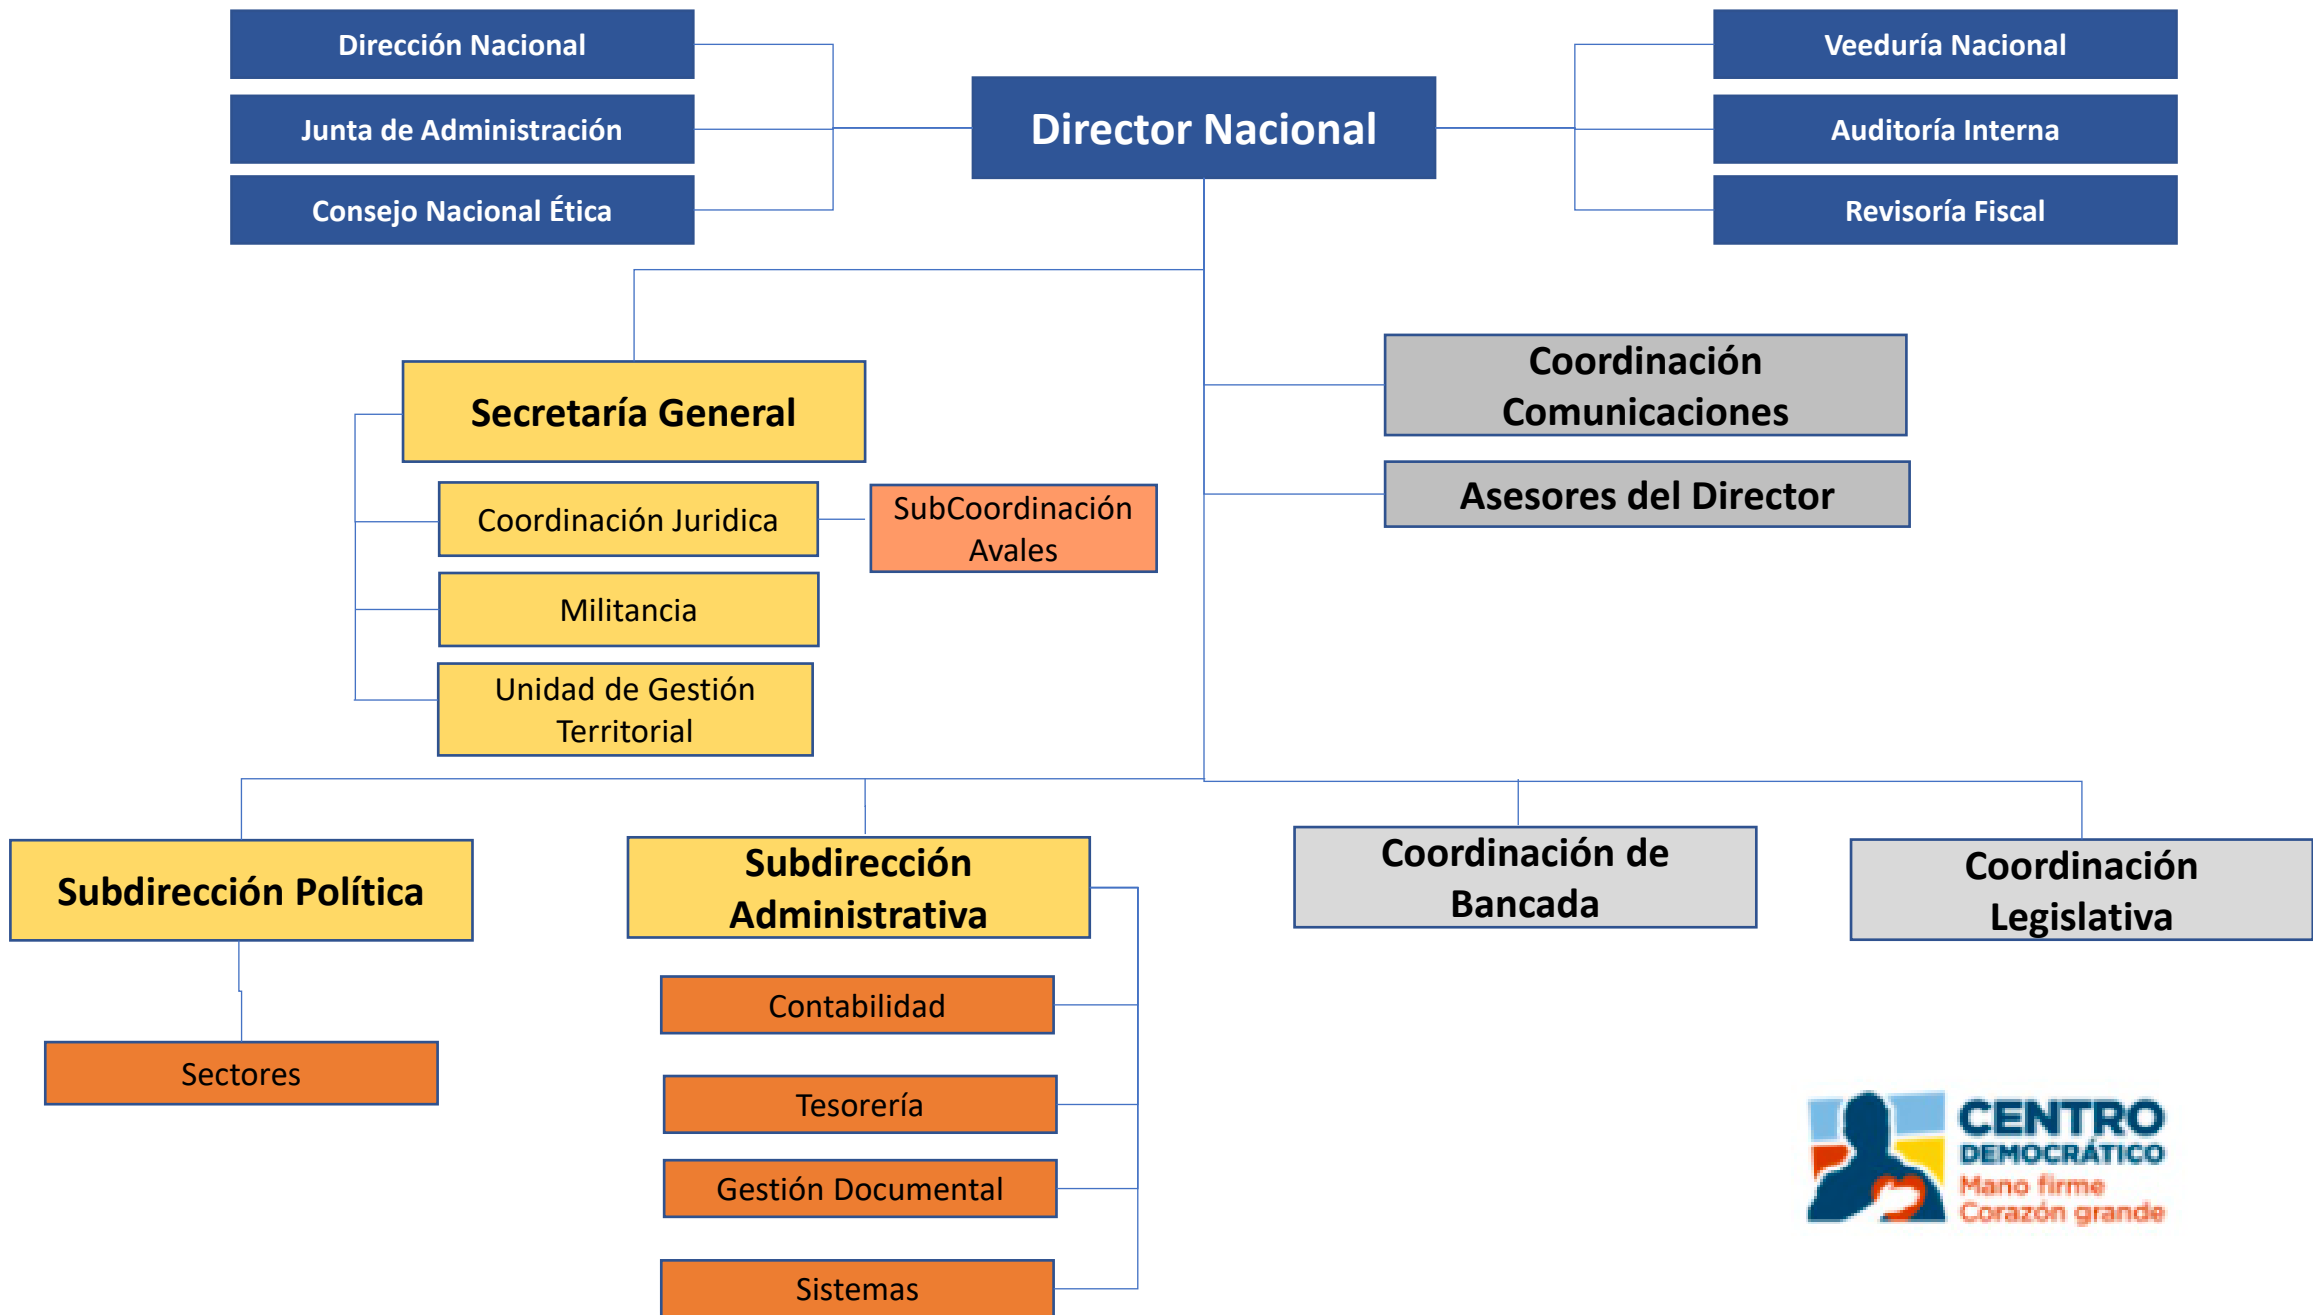 Dirección Nacional
Junta de Administración
Consejo Nacional Ética
Director Nacional
Veeduría Nacional
Auditoría Interna
Revisoría Fiscal
Secretaría General
Coordinación Juridica
SubCoordinación
Avales
Militancia
Unidad de Gestión
Territorial
Coordinación
Comunicaciones
Asesores del Director
Subdirección Política
Sectores
Subdirección
Administrativa
Contabilidad
Tesorería
Gestión Documental
Sistemas
Coordinación de
Bancada
Coordinación
Legislativa
CENTRO
DEMOCRÁTICO
Mano firme
Corazón grande